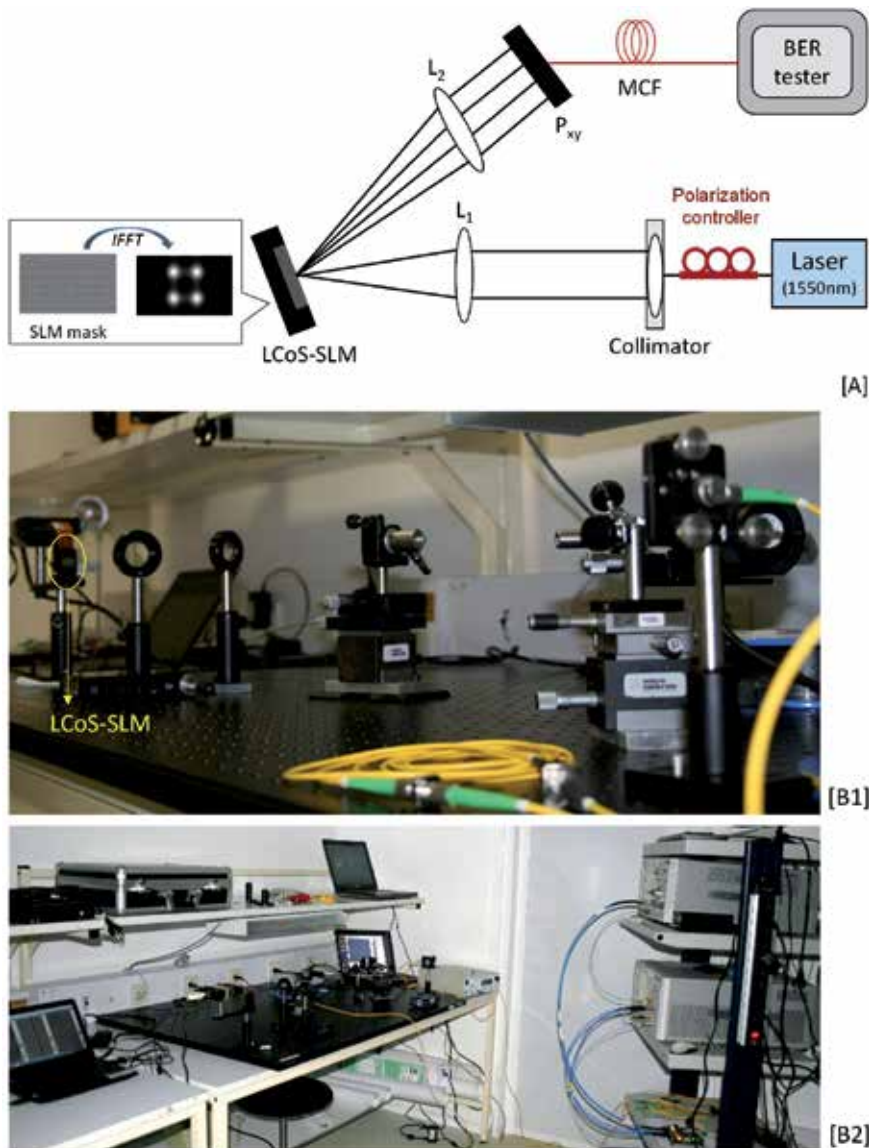 L2
Pxy
MCF
BER
tester
L1
Polarization
controller
Laser
(1550nm)
IFFT
SLM mask
LCoS-SLM
Collimator
[A]
LCoS-SLM
[B1]
[B2]